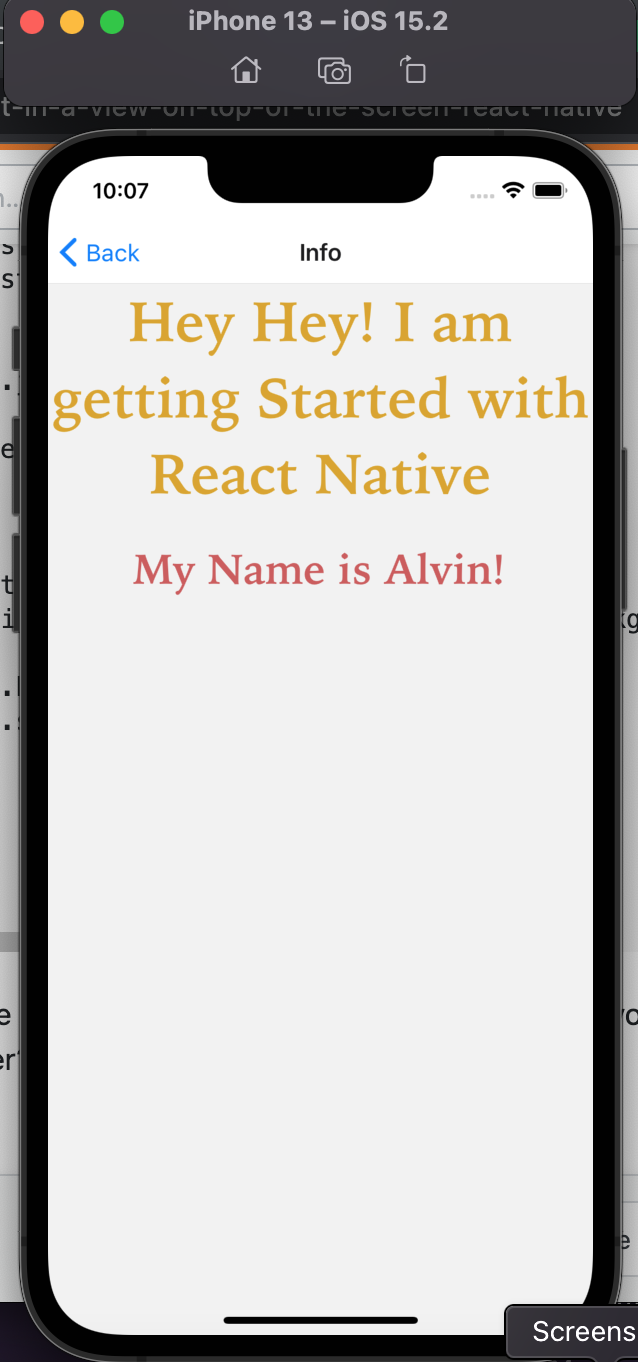 iPhone 13 – iOS 15.2
t-in-a-view-on-top-of-the-screen-react-native
10:07
Back
Info
Hey Hey! I am
getting Started with
React Native
My Name is Alvin!